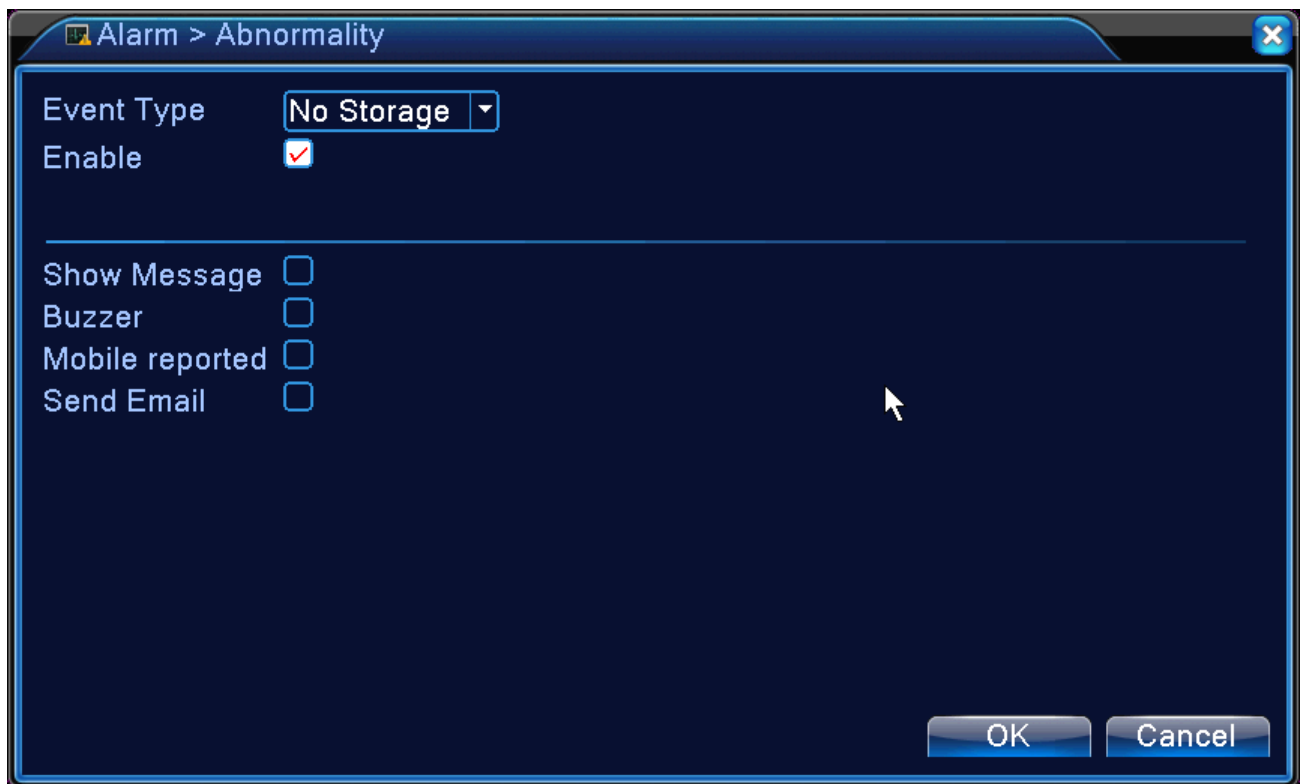 Alarm > Abnormality
Event Type No Storage
Enable
Show Message
Buzzer
Mobile reported
Send Email
OK Cancel